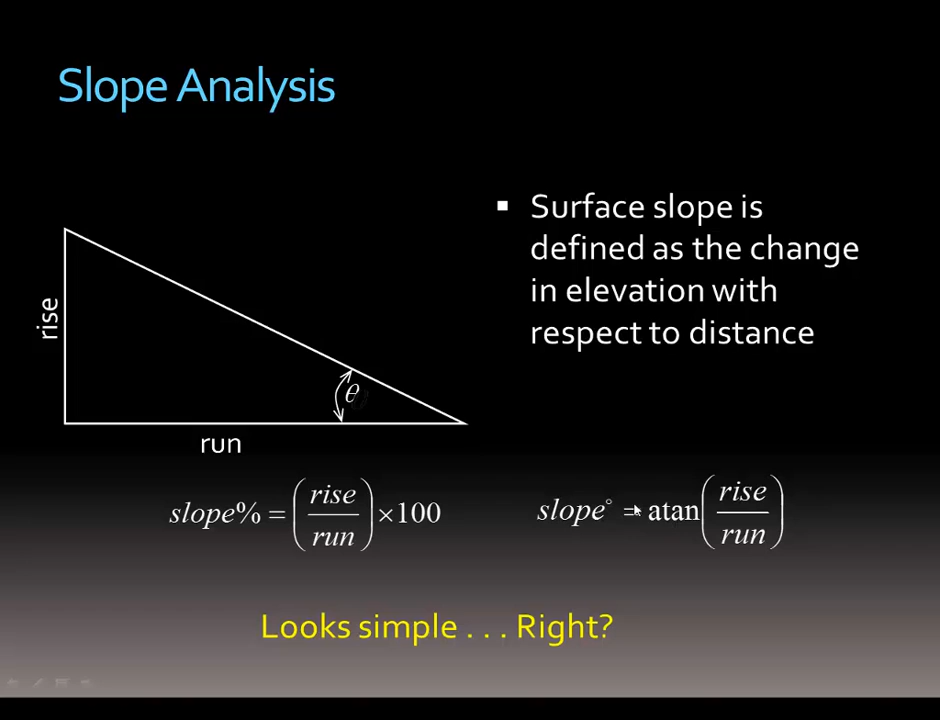 Slope Analysis
▪ Surface slope is
defined as the change
in elevation with
respect to distance
rise
θ
run
slope% = (rise/run) × 100
slope° = atan(rise/run)
Looks simple . . . Right?